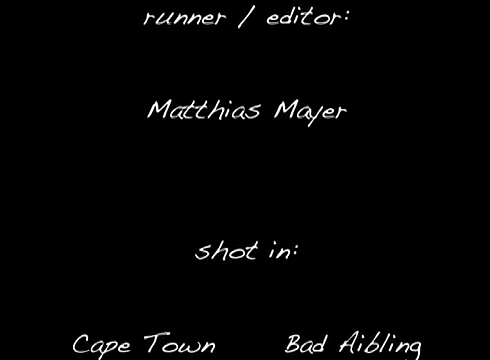 runner / editor:
Matthias Mayer
shot in:
Cape Town Bad Aibling